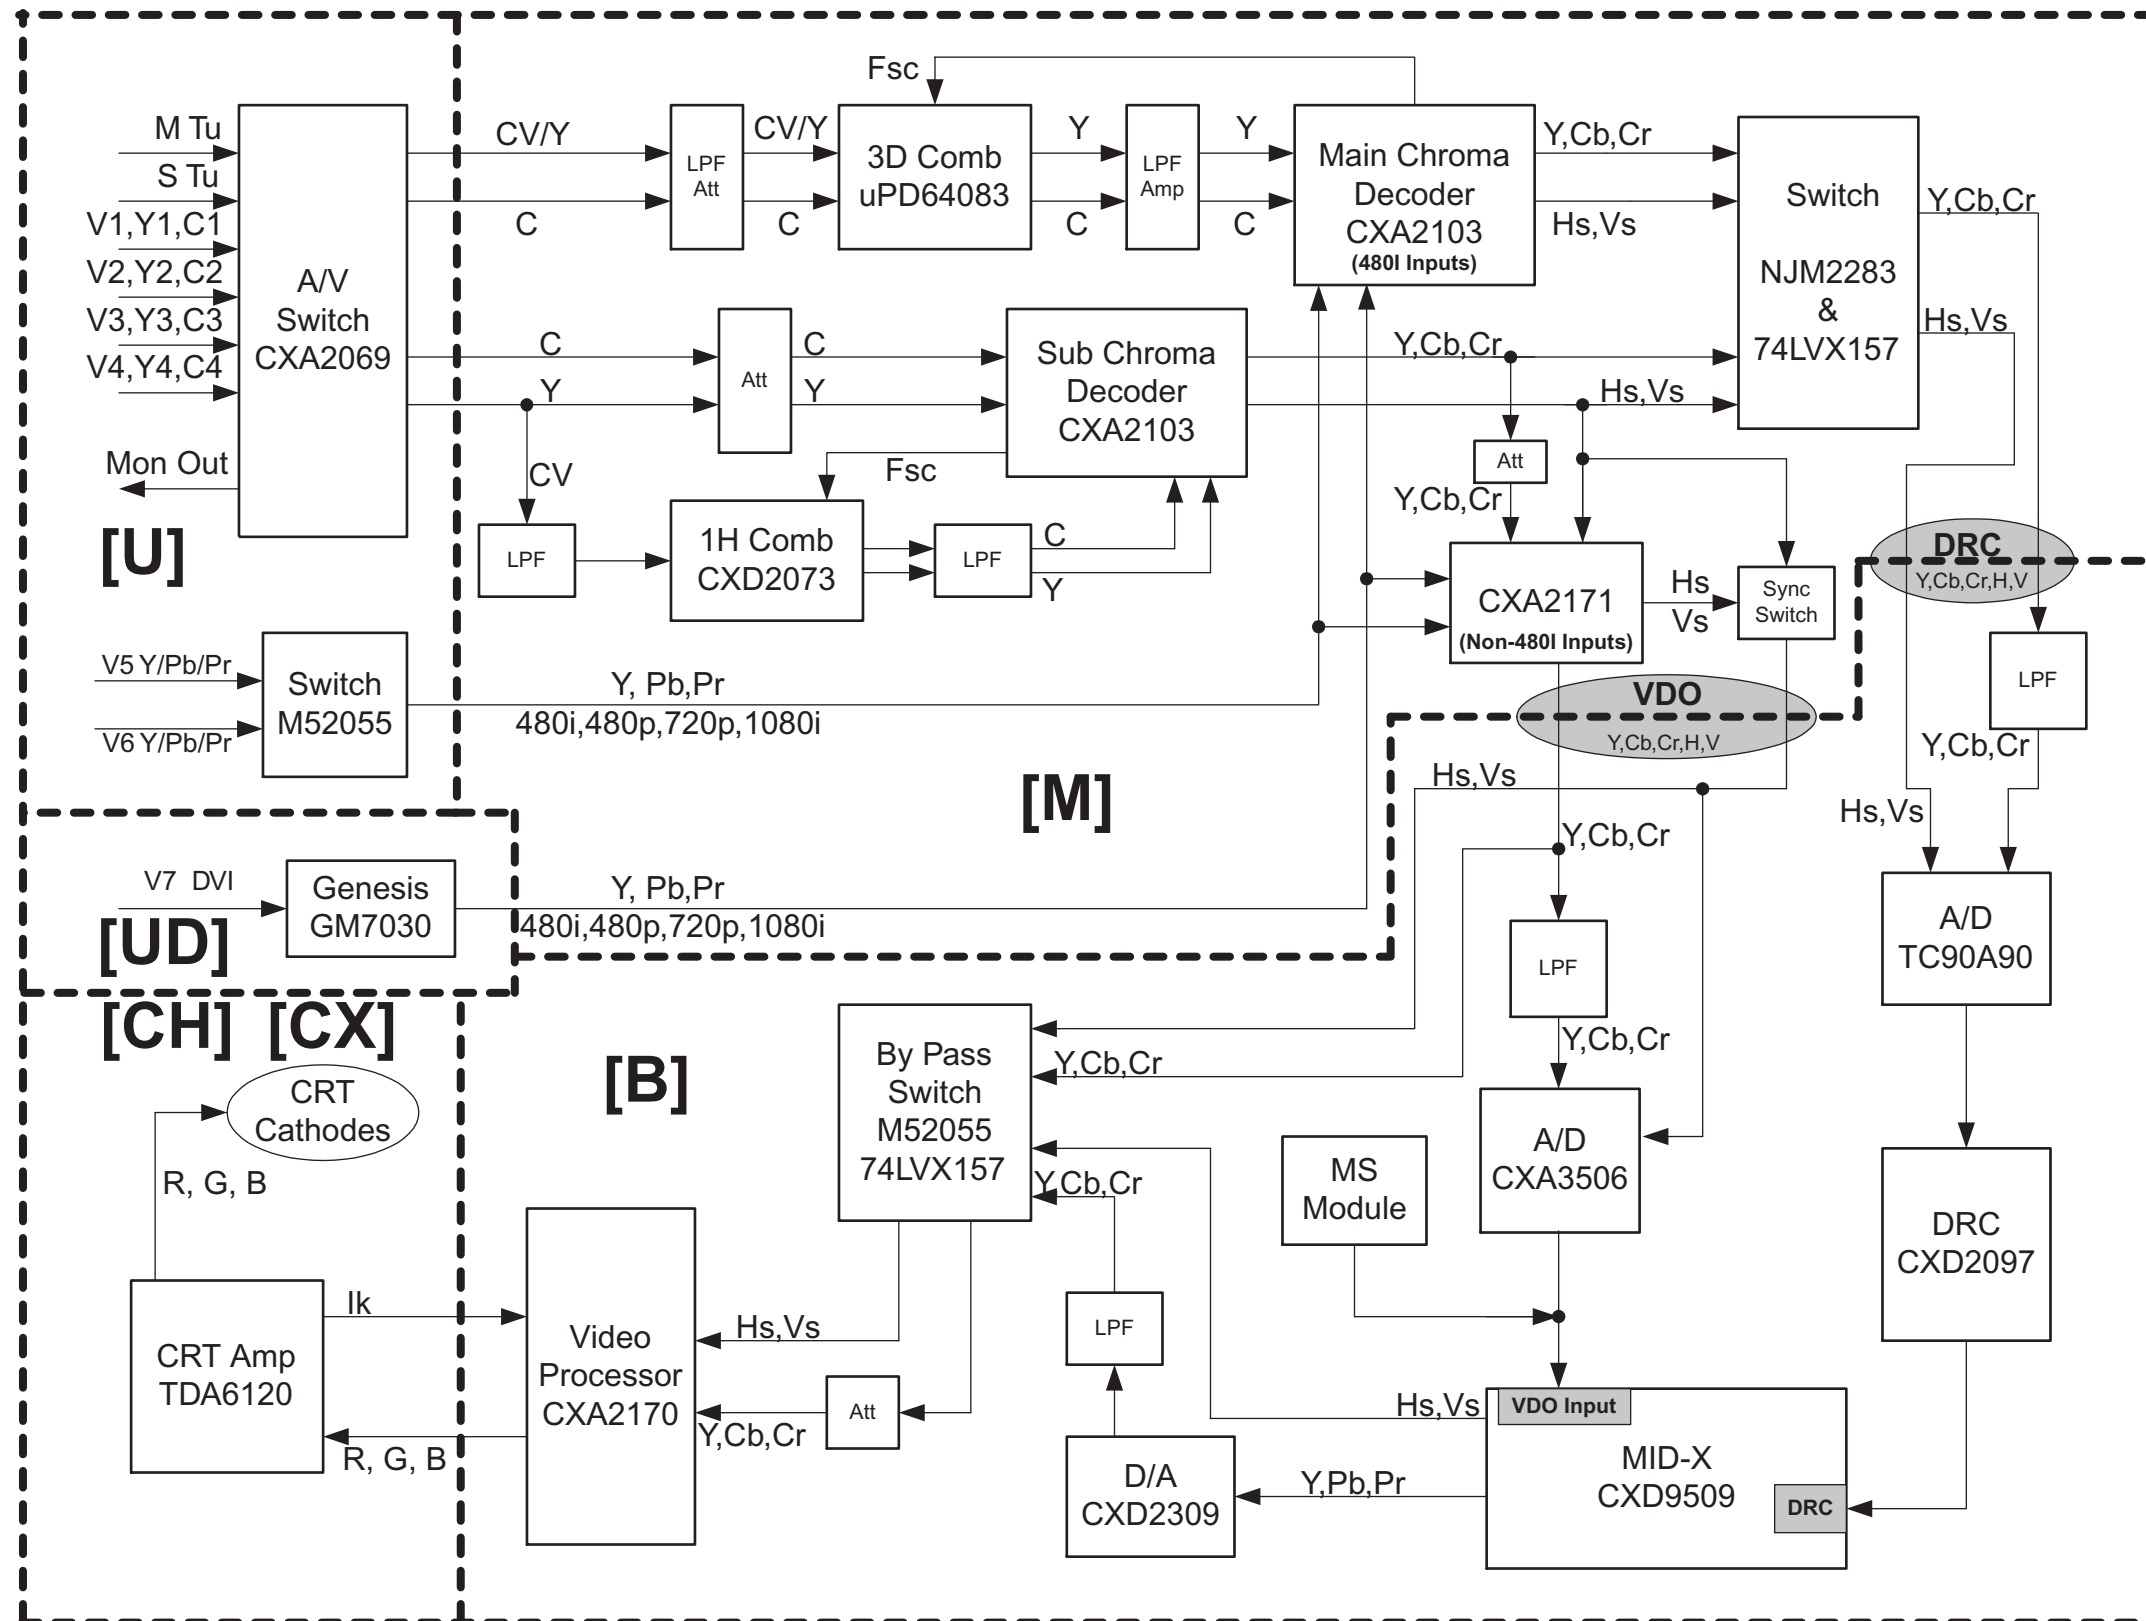 Fsc
M Tu
S Tu
V1,Y1,C1
V2,Y2,C2
V3,Y3,C3
V4,Y4,C4
Mon Out
A/V
Switch
CXA2069
[U]
CV/Y
C
LPF
Att
CV/Y
C
3D Comb
uPD64083
Y
C
LPF
Amp
Y
C
Main Chroma
Decoder
CXA2103
(480I Inputs)
Y,Cb,Cr
Hs,Vs
Switch
NJM2283
&
74LVX157
Y,Cb,Cr
Hs,Vs
C
Y
Att
C
Y
Sub Chroma
Decoder
CXA2103
Y,Cb,Cr
Hs,Vs
Att
Y,Cb,Cr
CV
Fsc
LPF
1H Comb
CXD2073
LPF
C
Y
CXA2171
(Non-480I Inputs)
Hs
Vs
Sync
Switch
DRC
Y,Cb,Cr,H,V
LPF
Y,Cb,Cr
Hs,Vs
V5 Y/Pb/Pr
V6 Y/Pb/Pr
Switch
M52055
Y, Pb,Pr
480i,480p,720p,1080i
VDO
Y,Cb,Cr,H,V
[M]
Hs,Vs
Y,Cb,Cr
V7 DVI
Genesis
GM7030
[UD]
Y, Pb,Pr
480i,480p,720p,1080i
LPF
Y,Cb,Cr
A/D
TC90A90
[CH] [CX]
CRT
Cathodes
R, G, B
[B]
By Pass
Switch
M52055
74LVX157
Y,Cb,Cr
Y,Cb,Cr
MS
Module
A/D
CXA3506
DRC
CXD2097
Ik
CRT Amp
TDA6120
R, G, B
Video
Processor
CXA2170
Hs,Vs
Y,Cb,Cr
Att
LPF
D/A
CXD2309
Hs,Vs
Y,Pb,Pr
VDO Input
MID-X
CXD9509
DRC